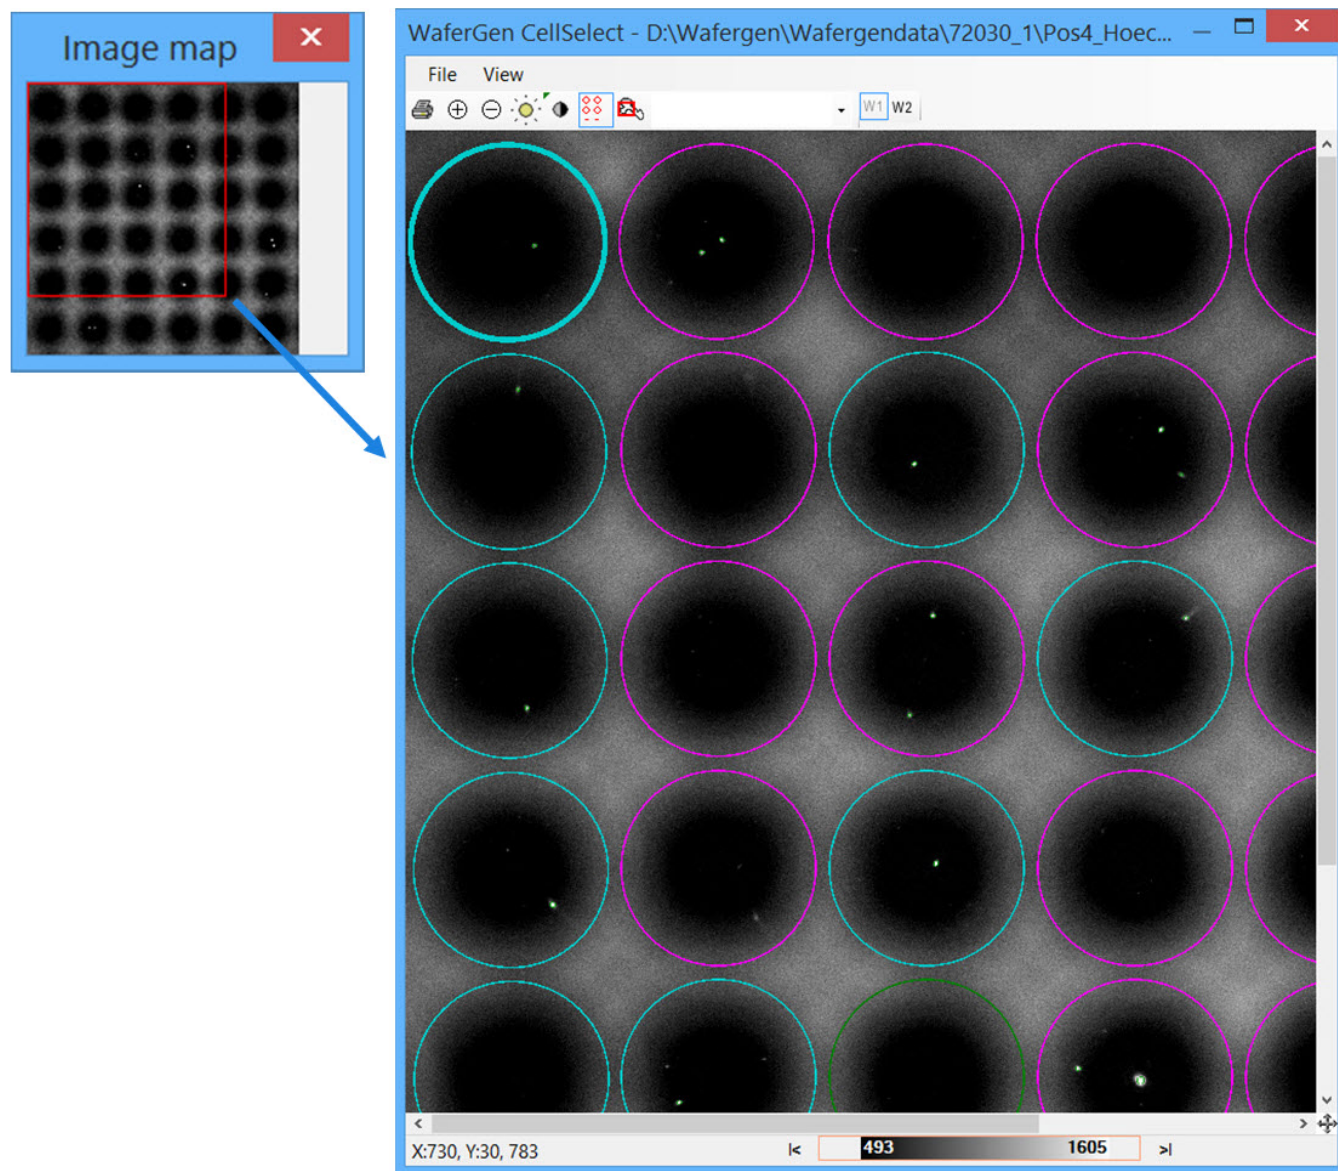 Image map
WaferGen CellSelect - D:\Wafergen\Wafergendata\72030_1\Pos4_Hoec...
File View
W1 W2
X:730, Y:30, 783
493 1605